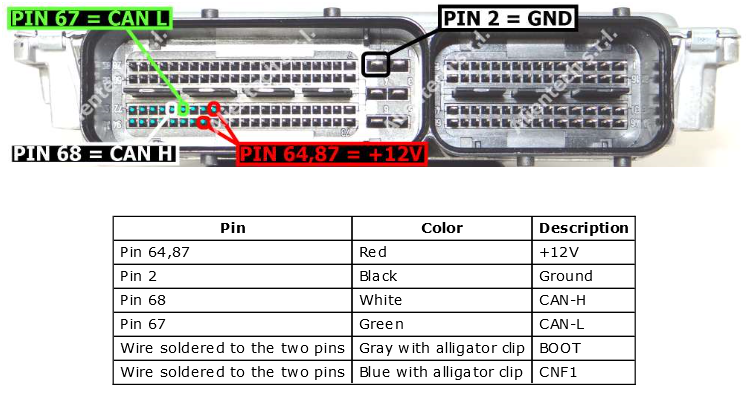 PIN 67 = CAN L
PIN 2 = GND
PIN 68 = CAN H
PIN 64,87 = +12V
Pin Color Description
Pin 64,87 Red +12V
Pin 2 Black Ground
Pin 68 White CAN-H
Pin 67 Green CAN-L
Wire soldered to the two pins Gray with alligator clip BOOT
Wire soldered to the two pins Blue with alligator clip CNF1